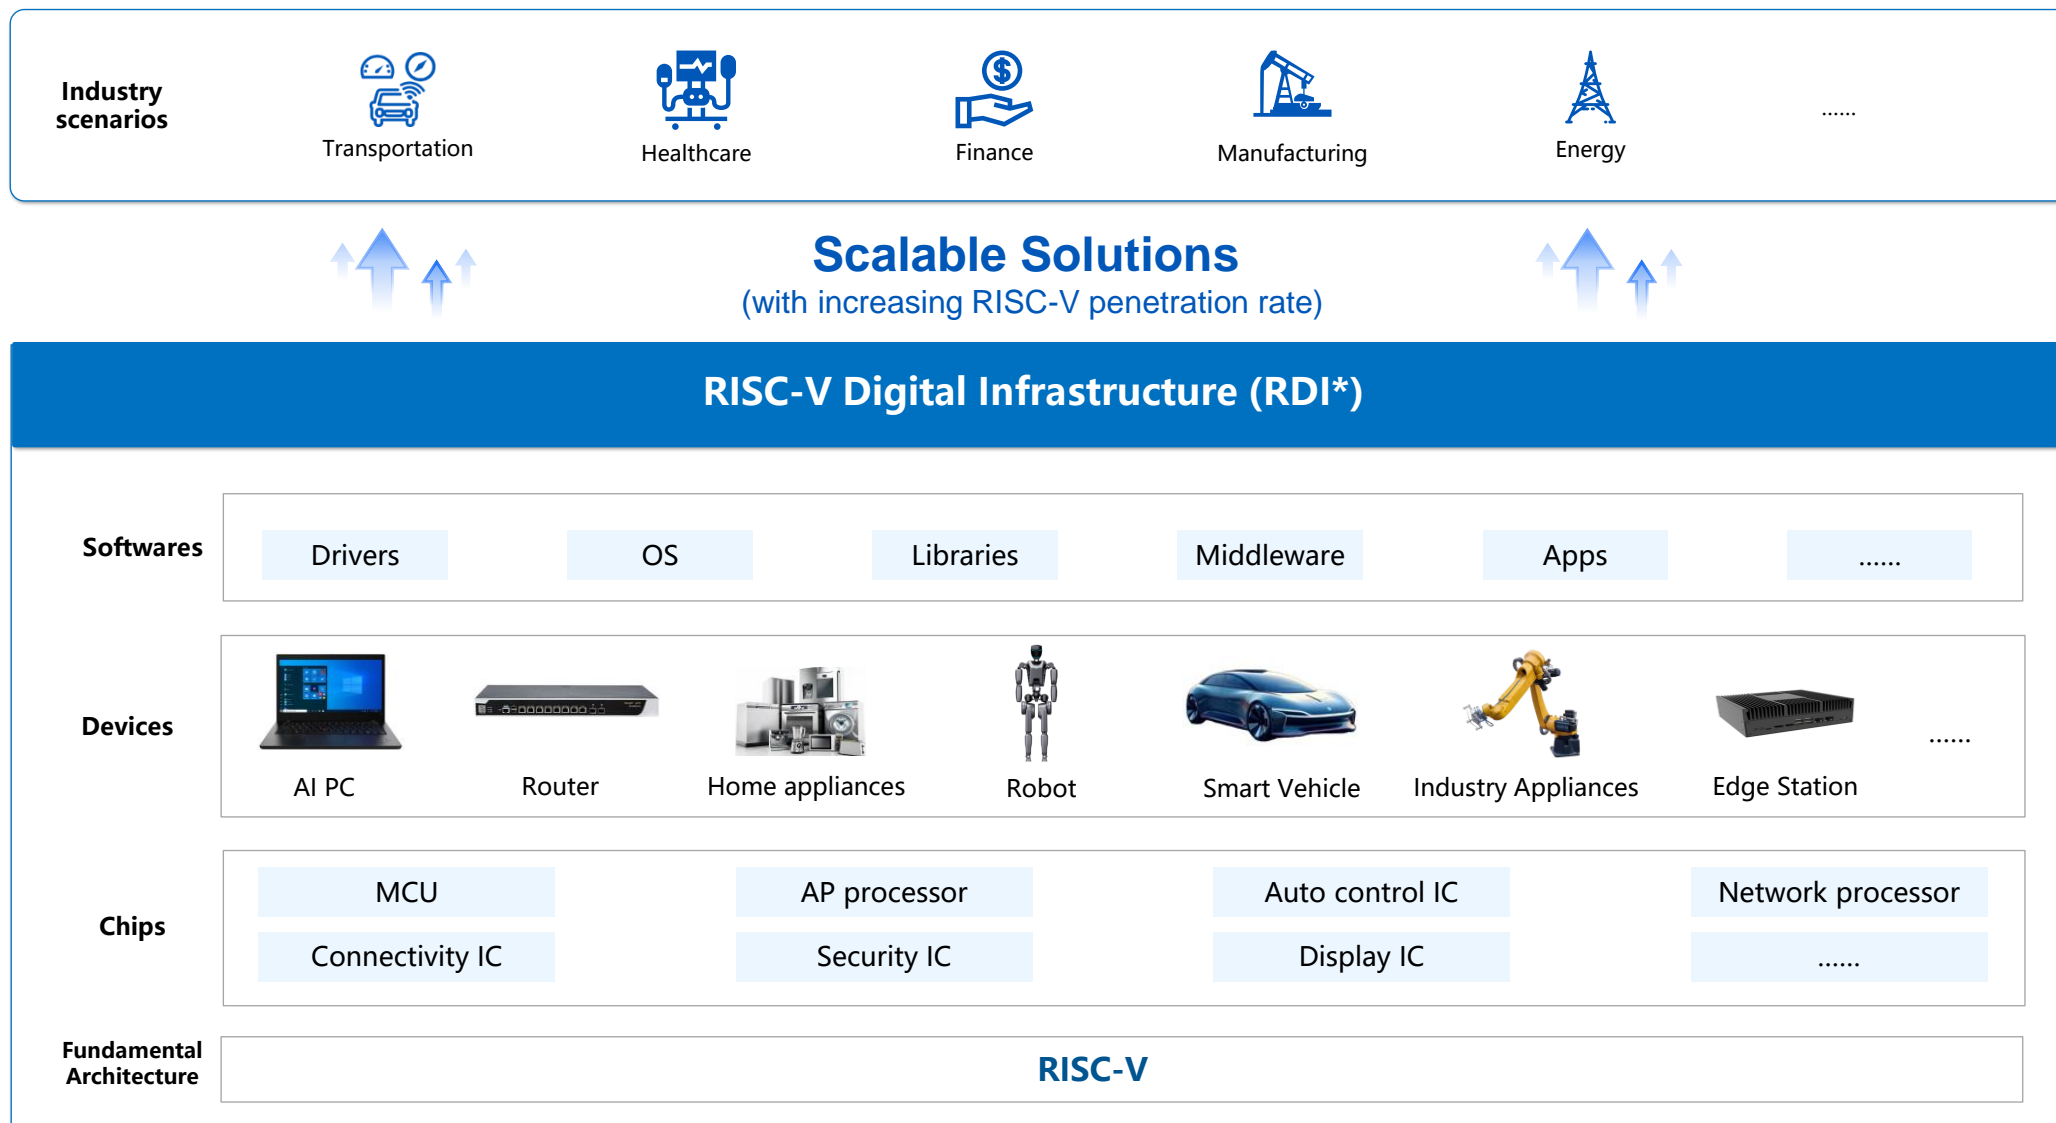 Industry
scenarios
Transportation
Healthcare
Finance
Manufacturing
Energy
......
Scalable Solutions
(with increasing RISC-V penetration rate)
RISC-V Digital Infrastructure (RDI*)
Softwares
Drivers
OS
Libraries
Middleware
Apps
......
Devices
AI PC
Router
Home appliances
Robot
Smart Vehicle
Industry Appliances
Edge Station
......
Chips
MCU
AP processor
Auto control IC
Network processor
Connectivity IC
Security IC
Display IC
......
Fundamental
Architecture
RISC-V